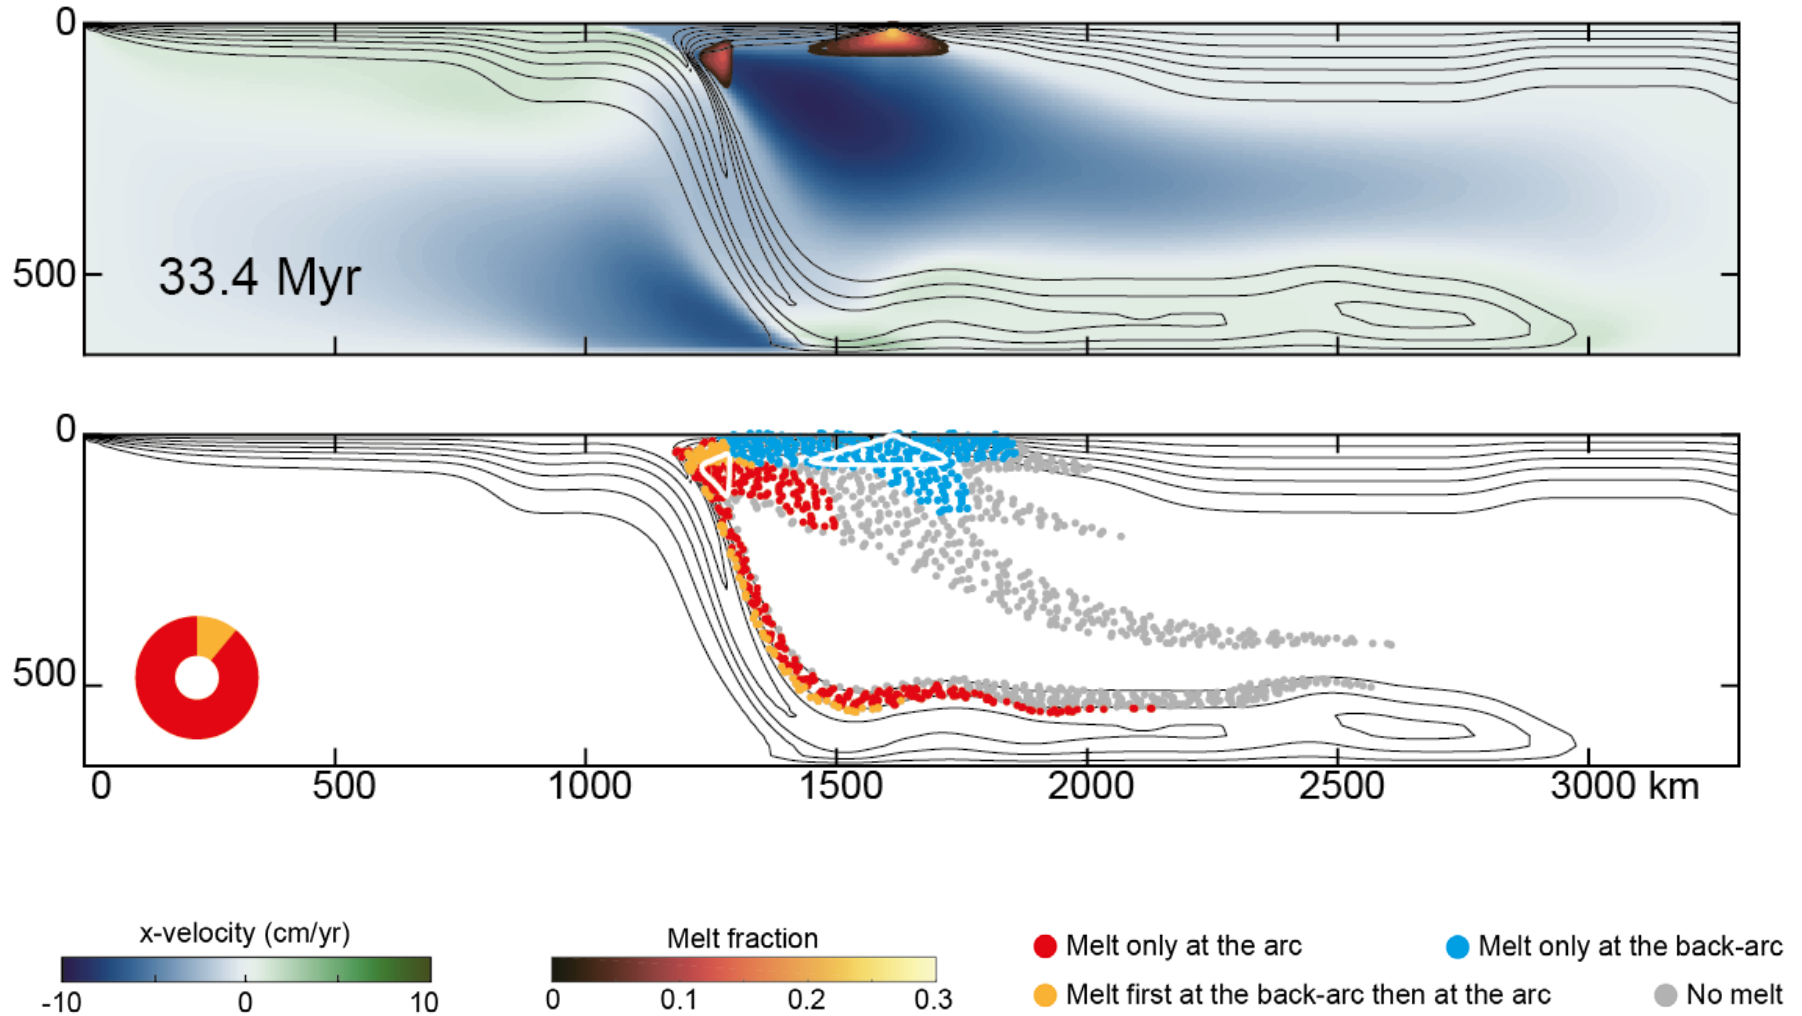 0
500
33.4 Myr
0
500
0 500 1000 1500 2000 2500 3000 km
x-velocity (cm/yr)
-10 0 10
Melt fraction
0 0.1 0.2 0.3
Melt only at the arc
Melt only at the back-arc
Melt first at the back-arc then at the arc
No melt